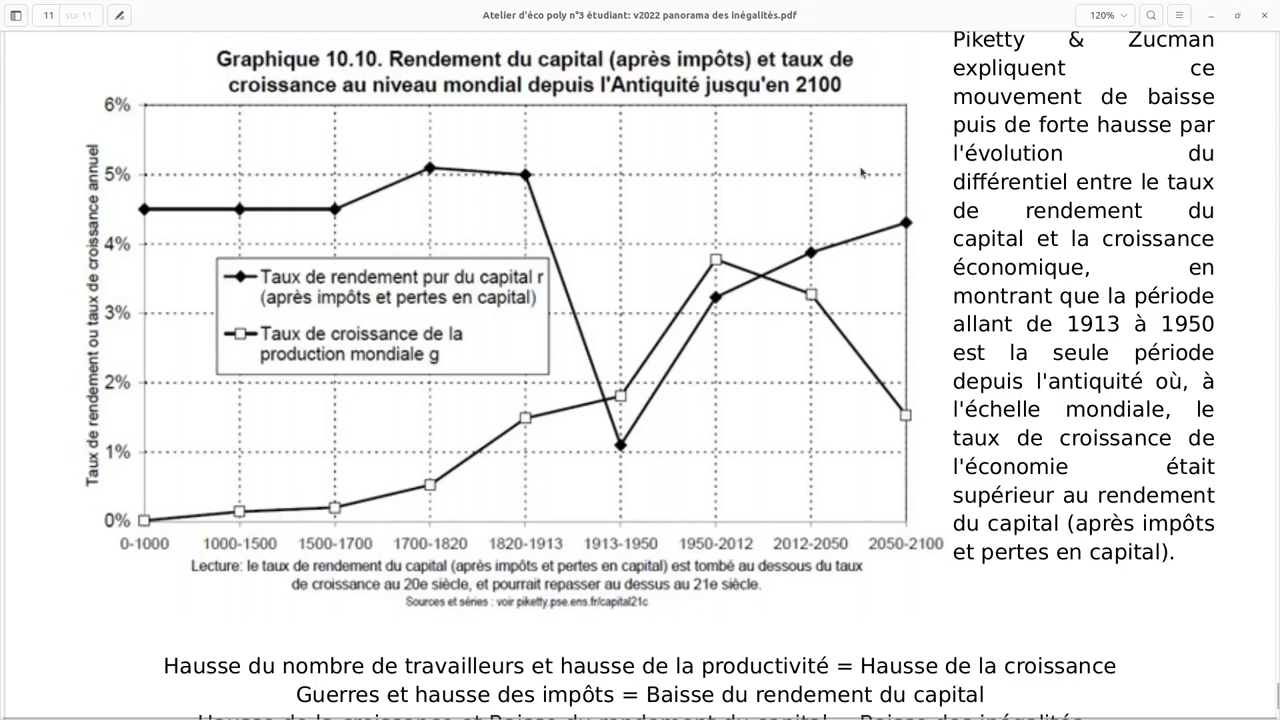 11 sur 11
Atelier d'éco poly n°3 étudiant: v2022 panorama des inégalités.pdf
120%
Graphique 10.10. Rendement du capital (après impôts) et taux de
croissance au niveau mondial depuis l'Antiquité jusqu'en 2100
Taux de rendement ou taux de croissance annuel
6%
5%
4%
3%
2%
1%
0%
Taux de rendement pur du capital r
(après impôts et pertes en capital)
Taux de croissance de la
production mondiale g
0-1000 1000-1500 1500-1700 1700-1820 1820-1913 1913-1950 1950-2012 2012-2050 2050-2100
Lecture: le taux de rendement du capital (après impôts et pertes en capital) est tombé au dessous du taux
de croissance au 20e siècle, et pourrait repasser au dessus au 21e siècle.
Sources et séries : voir piketty.pse.ens.fr/capital21c
Piketty & Zucman
expliquent ce
mouvement de baisse
puis de forte hausse par
l'évolution du
différentiel entre le taux
de rendement du
capital et la croissance
économique, en
montrant que la période
allant de 1913 à 1950
est la seule période
depuis l'antiquité où, à
l'échelle mondiale, le
taux de croissance de
l'économie était
supérieur au rendement
du capital (après impôts
et pertes en capital).
Hausse du nombre de travailleurs et hausse de la productivité = Hausse de la croissance
Guerres et hausse des impôts = Baisse du rendement du capital